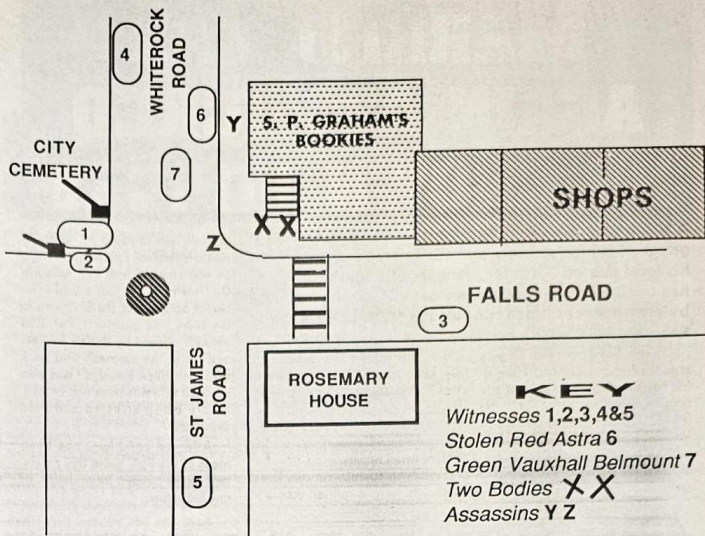 4
WHITEROCK
ROAD
6
Y
S. P. GRAHAM'S
BOOKIES
CITY
CEMETERY
7
SHOPS
X X
1
Z
2
FALLS ROAD
3
ST JAMES
ROAD
ROSEMARY
HOUSE
5
KEY
Witnesses 1,2,3,4&5
Stolen Red Astra 6
Green Vauxhall Belmount 7
Two Bodies X X
Assassins Y Z